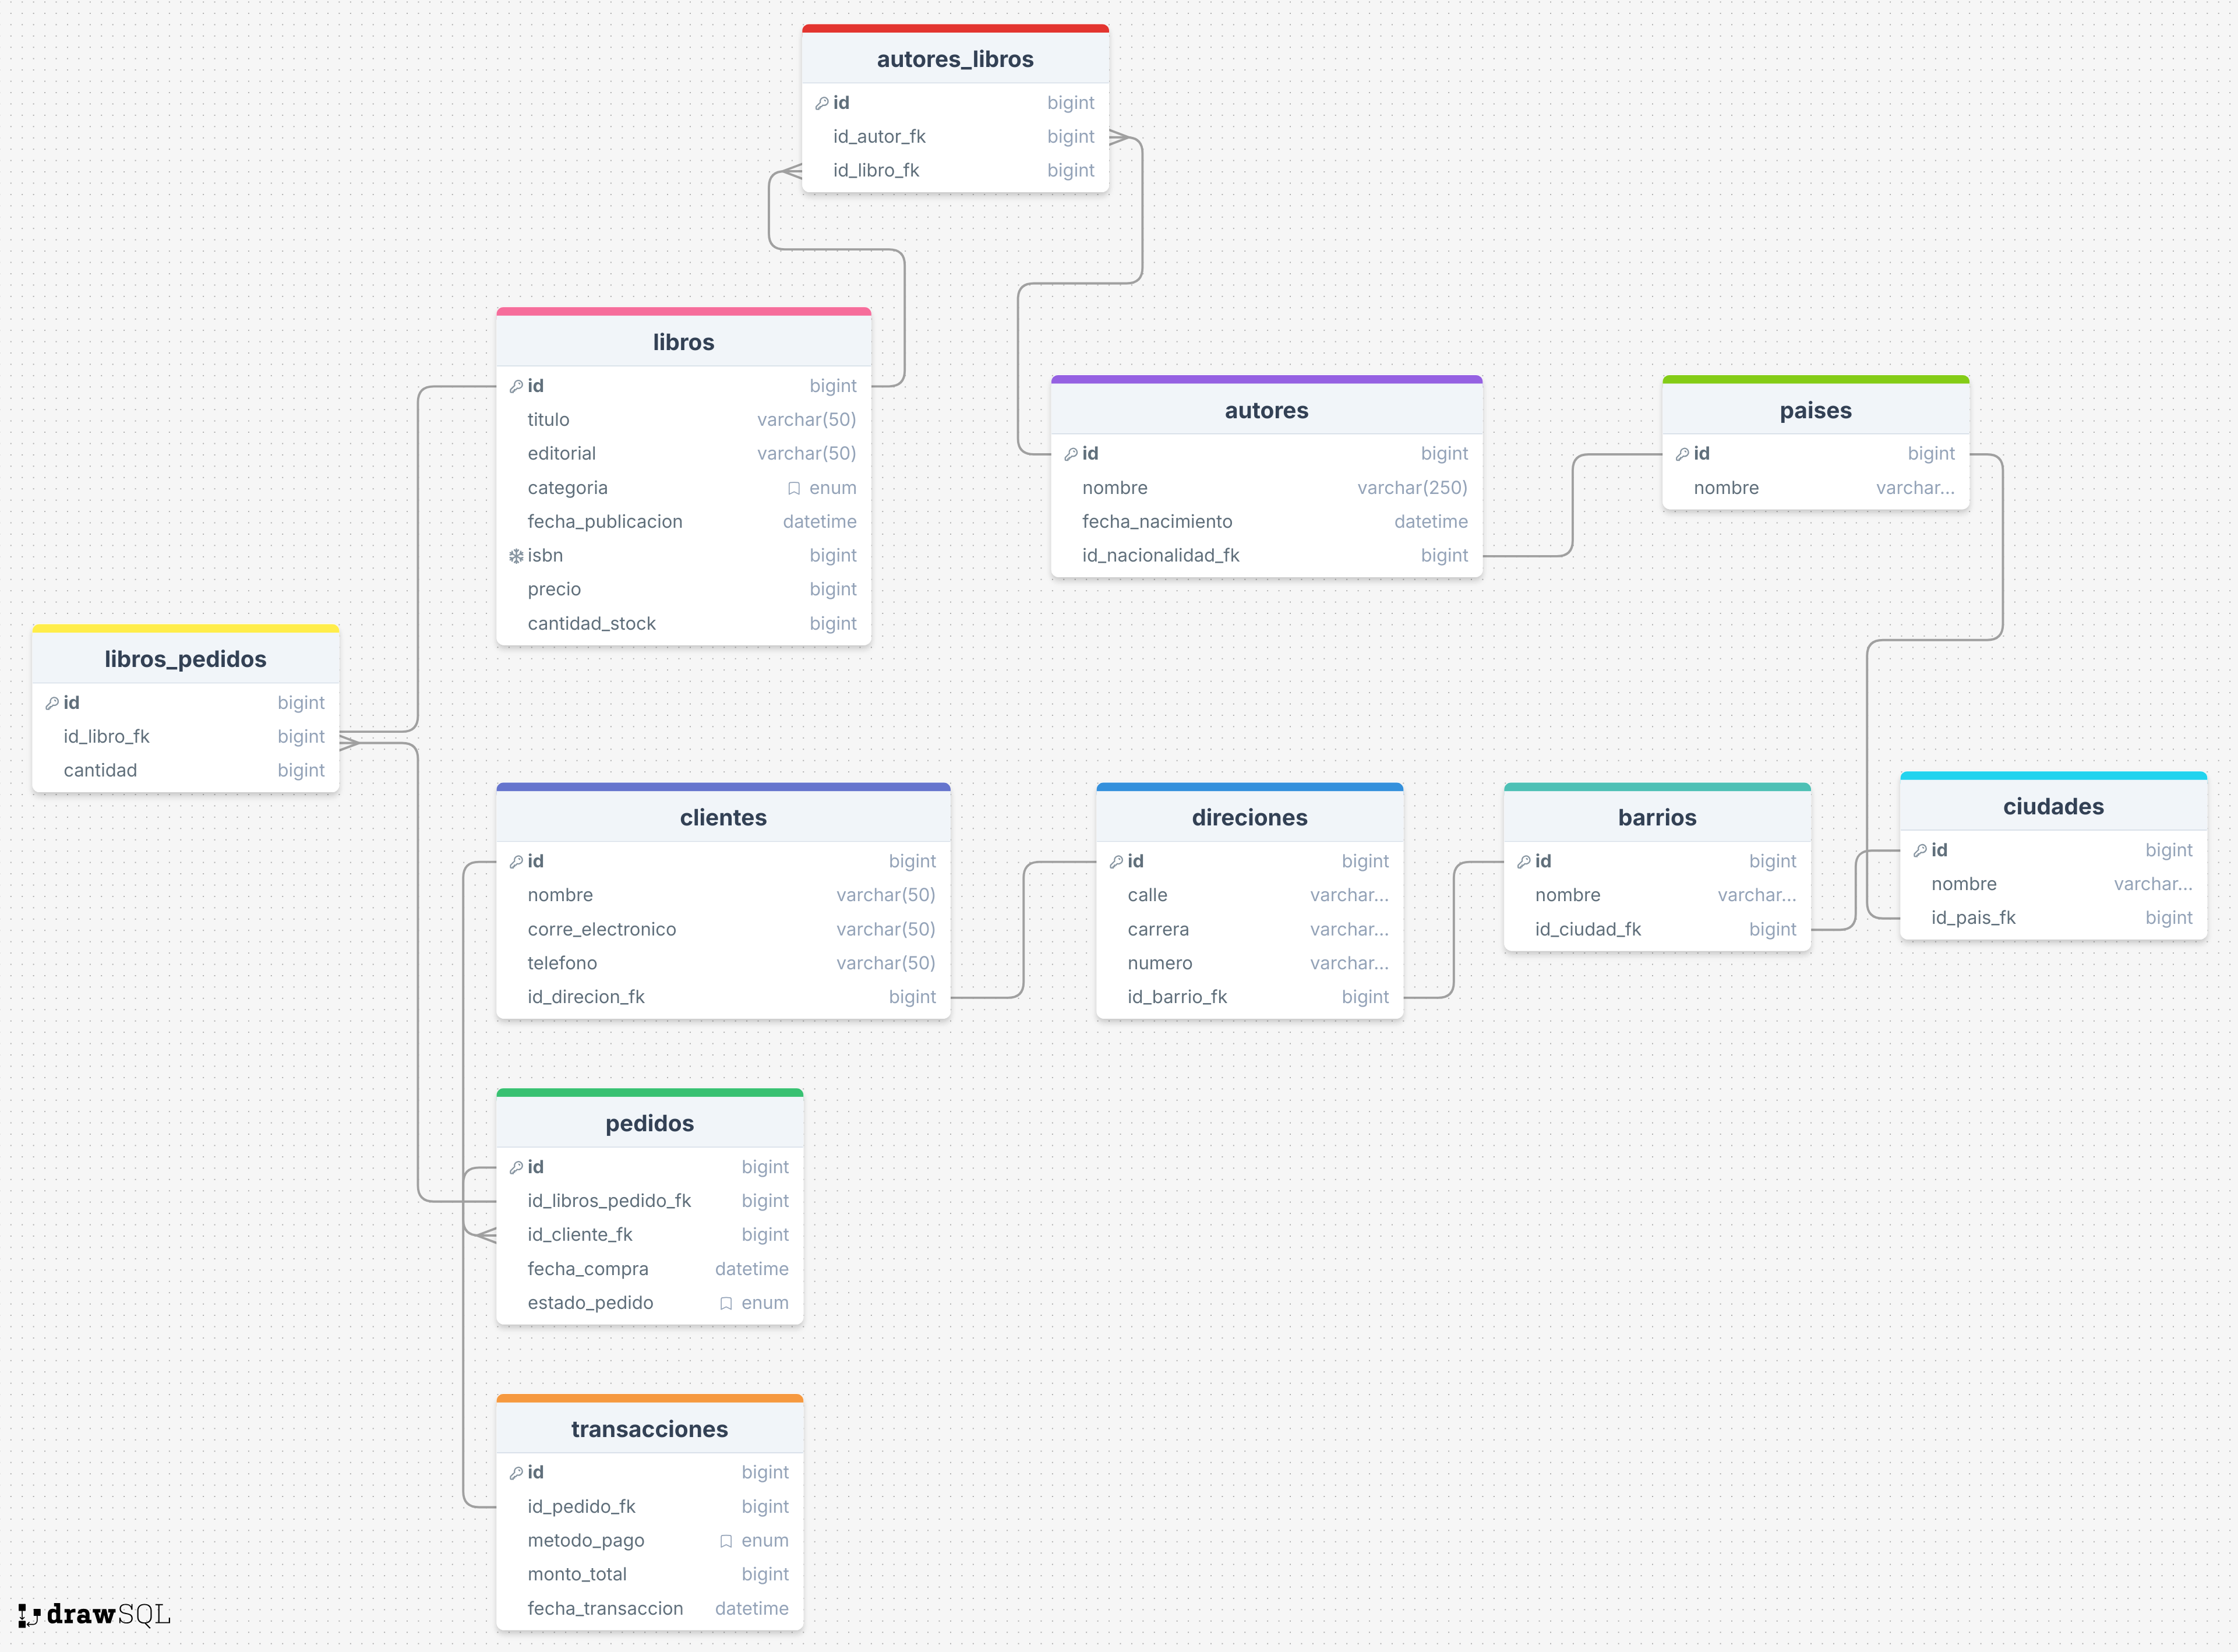 autores_libros
id bigint
id_autor_fk bigint
id_libro_fk bigint
libros
id bigint
titulo varchar(50)
editorial varchar(50)
categoria enum
fecha_publicacion datetime
isbn bigint
precio bigint
cantidad_stock bigint
autores
id bigint
nombre varchar(250)
fecha_nacimiento datetime
id_nacionalidad_fk bigint
paises
id bigint
nombre varchar...
libros_pedidos
id bigint
id_libro_fk bigint
cantidad bigint
clientes
id bigint
nombre varchar(50)
corre_electronico varchar(50)
telefono varchar(50)
id_direcion_fk bigint
direciones
id bigint
calle varchar...
carrera varchar...
numero varchar...
id_barrio_fk bigint
barrios
id bigint
nombre varchar...
id_ciudad_fk bigint
ciudades
id bigint
nombre varchar...
id_pais_fk bigint
pedidos
id bigint
id_libros_pedido_fk bigint
id_cliente_fk bigint
fecha_compra datetime
estado_pedido enum
transacciones
id bigint
id_pedido_fk bigint
metodo_pago enum
monto_total bigint
fecha_transaccion datetime
drawSQL